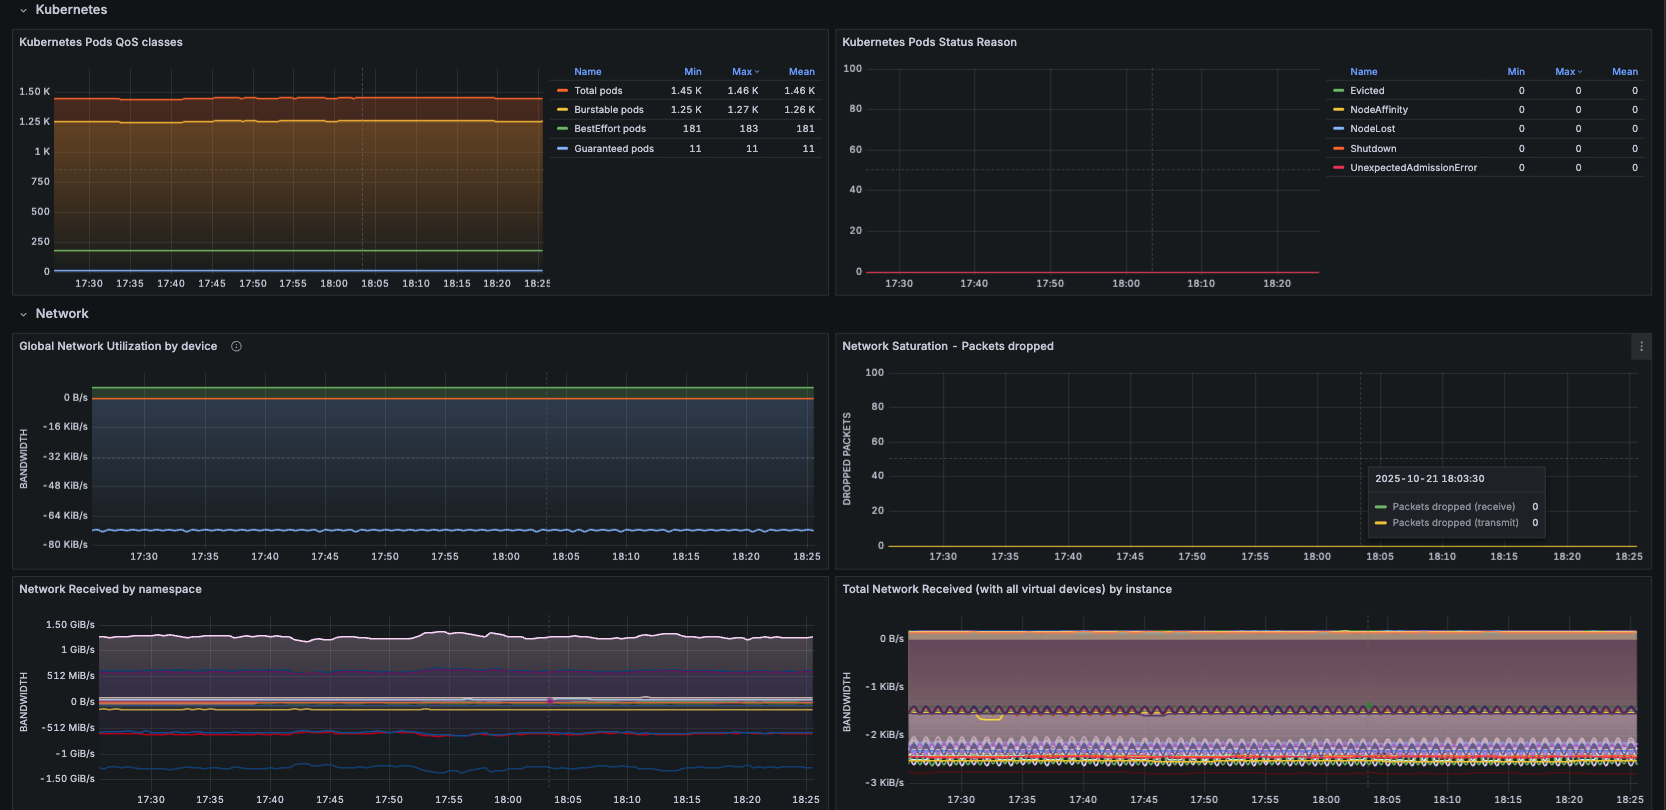 Kubernetes
Kubernetes Pods QoS classes
1.50 K
1.25 K
1 K
750
500
250
0
17:30 17:35 17:40 17:45 17:50 17:55 18:00 18:05 18:10 18:15 18:20 18:25
Name Min Max Mean
Total pods 1.45 K 1.46 K 1.46 K
Burstable pods 1.25 K 1.27 K 1.26 K
BestEffort pods 181 183 181
Guaranteed pods 11 11 11
Kubernetes Pods Status Reason
100
80
60
40
20
0
17:30 17:40 17:50 18:00 18:10 18:20
Name Min Max Mean
Evicted 0 0 0
NodeAffinity 0 0 0
NodeLost 0 0 0
Shutdown 0 0 0
UnexpectedAdmissionError 0 0 0
Network
Global Network Utilization by device
BANDWIDTH
0 B/s
-16 KiB/s
-32 KiB/s
-48 KiB/s
-64 KiB/s
-80 KiB/s
17:30 17:35 17:40 17:45 17:50 17:55 18:00 18:05 18:10 18:15 18:20 18:25
Network Saturation - Packets dropped
DROPPED PACKETS
100
80
60
40
20
0
17:30 17:35 17:40 17:45 17:50 17:55 18:00 18:05 18:10 18:15 18:20 18:25
2025-10-21 18:03:30
Packets dropped (receive) 0
Packets dropped (transmit) 0
Network Received by namespace
BANDWIDTH
1.50 GiB/s
1 GiB/s
512 MiB/s
0 B/s
-512 MiB/s
-1 GiB/s
-1.50 GiB/s
17:30 17:35 17:40 17:45 17:50 17:55 18:00 18:05 18:10 18:15 18:20 18:25
Total Network Received (with all virtual devices) by instance
BANDWIDTH
0 B/s
-1 KiB/s
-2 KiB/s
-3 KiB/s
17:30 17:35 17:40 17:45 17:50 17:55 18:00 18:05 18:10 18:15 18:20 18:25